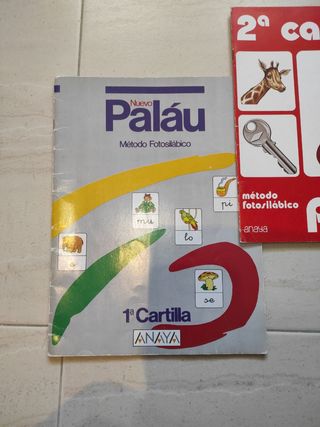 Nuevo
Paláu
Método Fotosilábico
mu
pi
lo
o
se
1ª Cartilla
ANAYA
2ª ca
método
fotosilábico
ANAYA